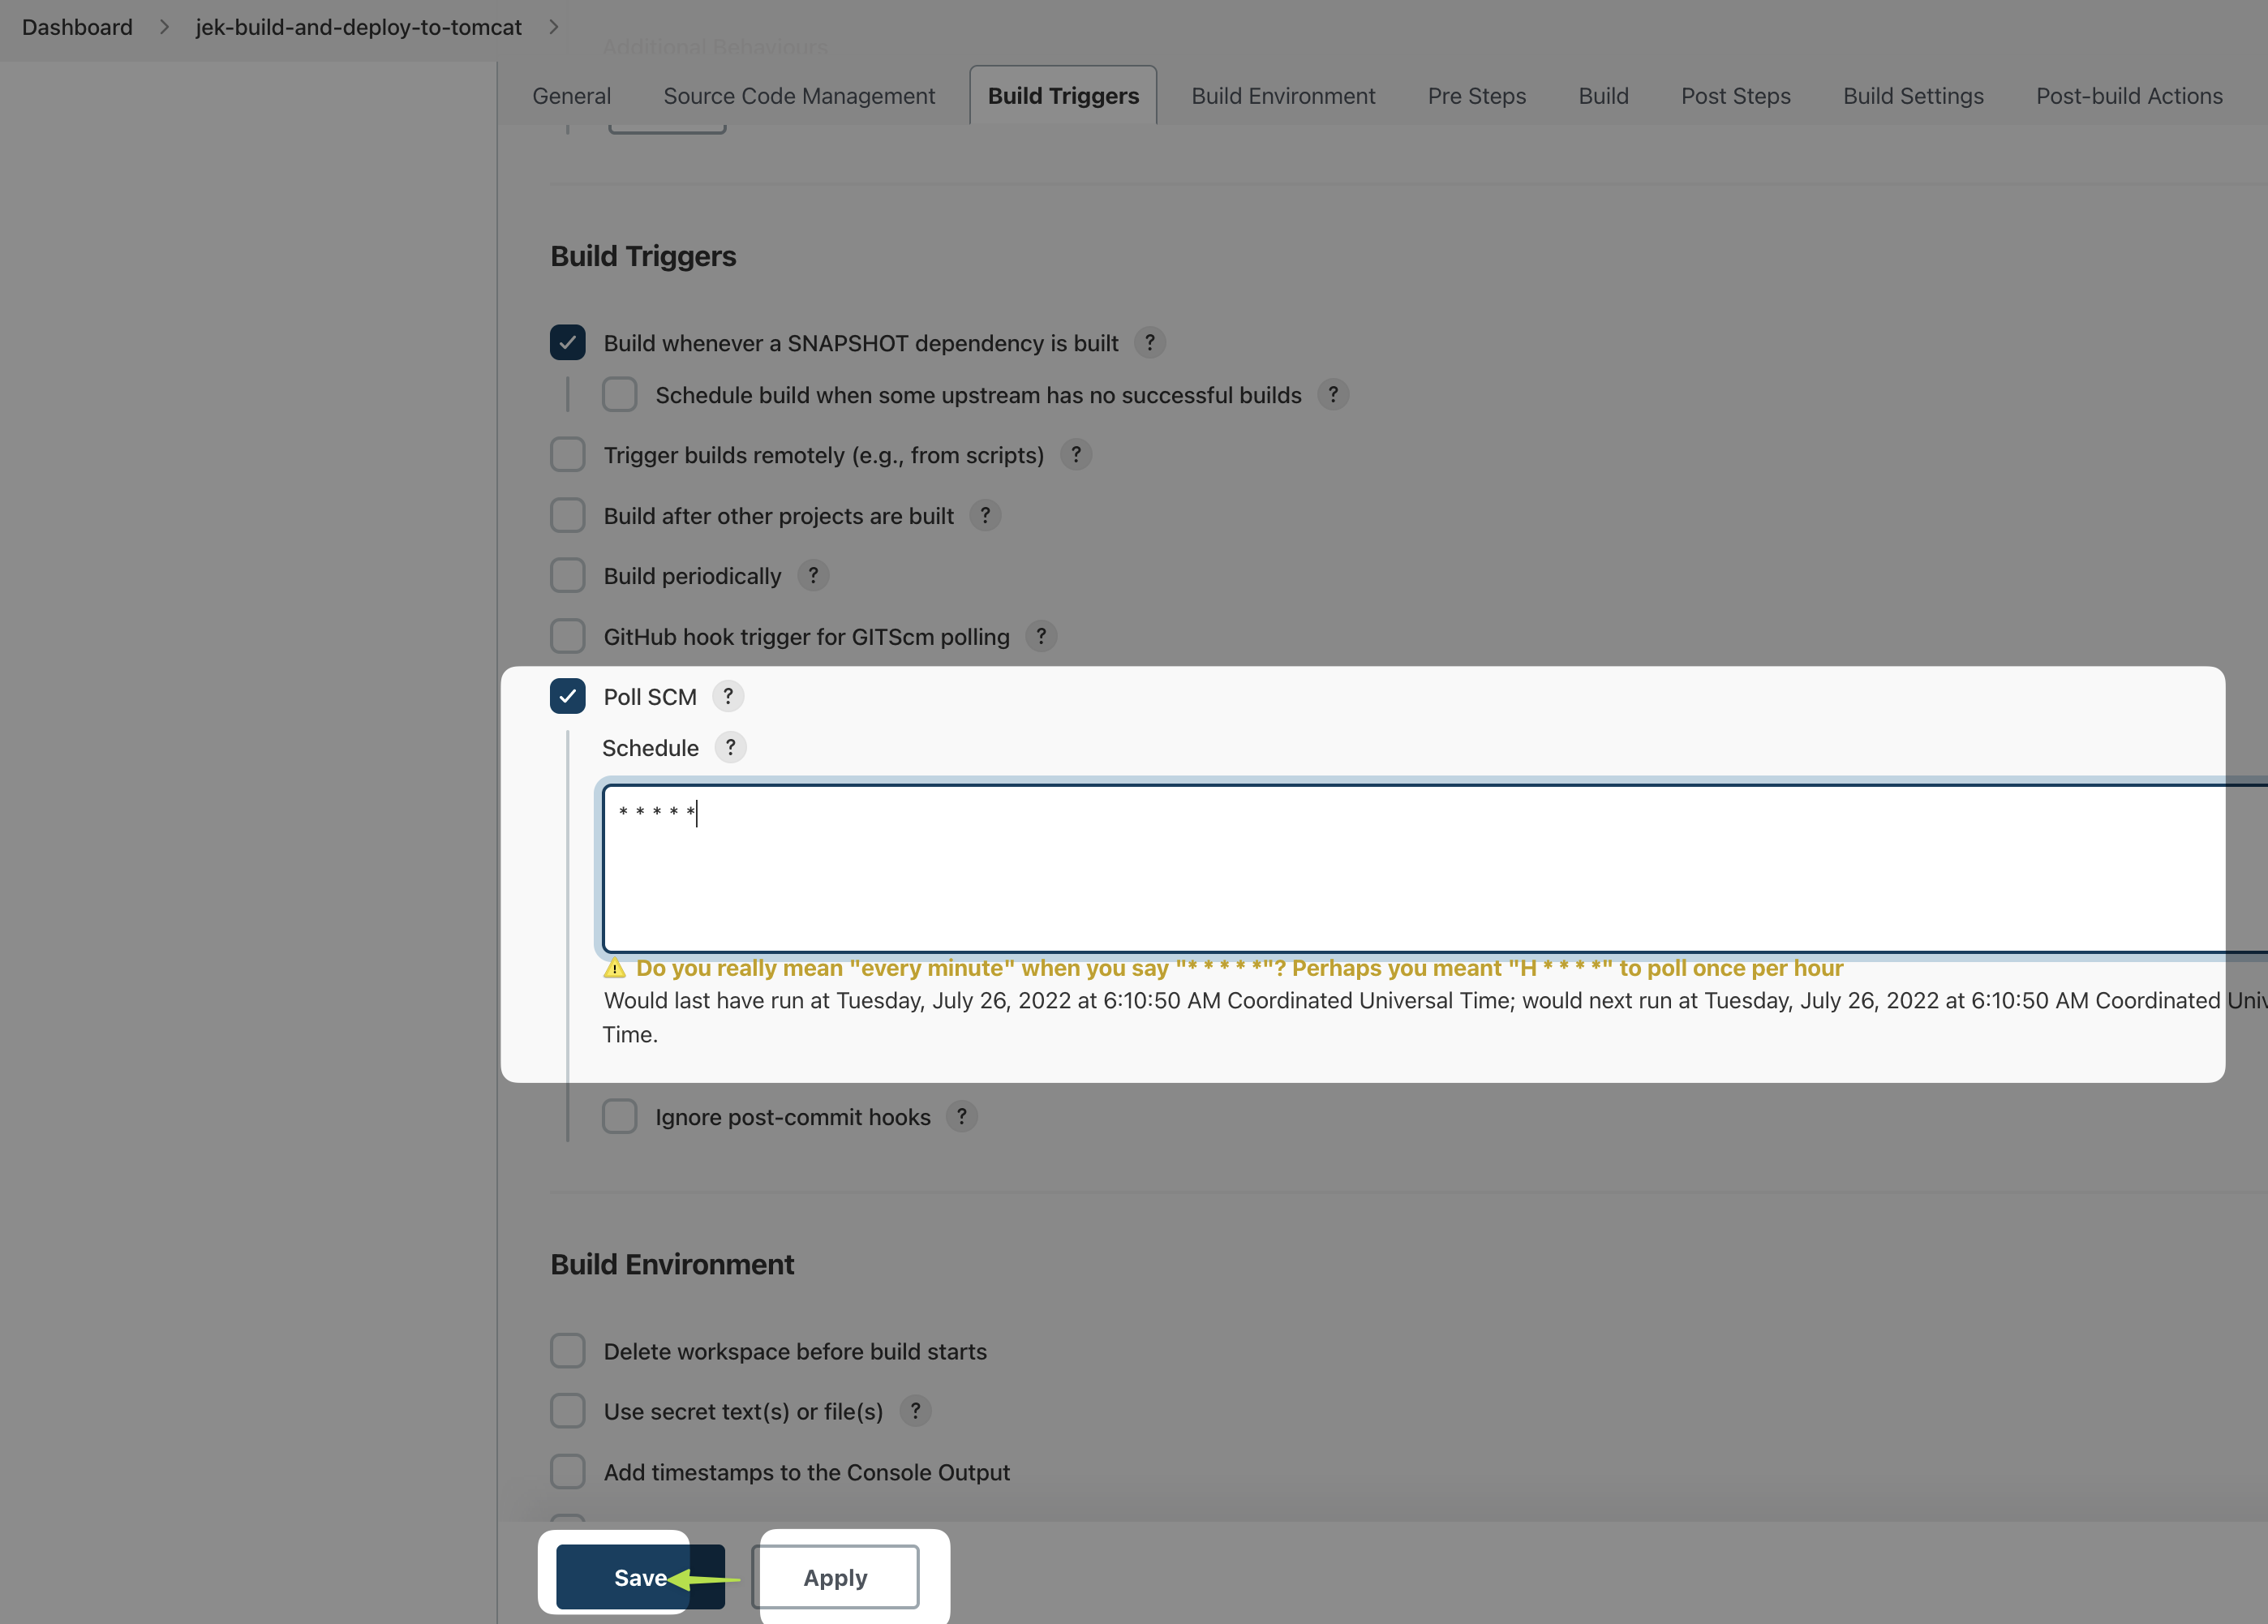 Dashboard > jek-build-and-deploy-to-tomcat >
Additional Behaviours
General Source Code Management Build Triggers Build Environment Pre Steps Build Post Steps Build Settings Post-build Actions
Build Triggers
Build whenever a SNAPSHOT dependency is built ?
Schedule build when some upstream has no successful builds ?
Trigger builds remotely (e.g., from scripts) ?
Build after other projects are built ?
Build periodically ?
GitHub hook trigger for GITScm polling ?
Poll SCM ?
Schedule ?
* * * * *
Do you really mean "every minute" when you say "* * * * *"? Perhaps you meant "H * * * *" to poll once per hour
Would last have run at Tuesday, July 26, 2022 at 6:10:50 AM Coordinated Universal Time; would next run at Tuesday, July 26, 2022 at 6:10:50 AM Coordinated
Time.
Ignore post-commit hooks ?
Build Environment
Delete workspace before build starts
Use secret text(s) or file(s) ?
Add timestamps to the Console Output
Save Apply